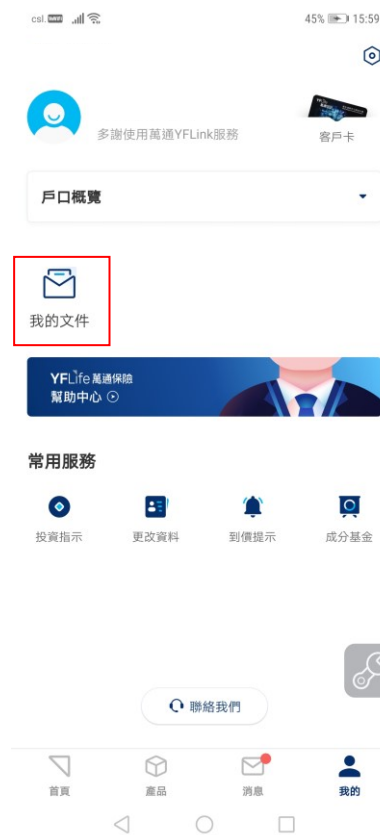 csl. 45% 15:59
多謝使用萬通YFLink服務
客戶卡
戶口概覽
我的文件
YFLife 萬通保險
幫助中心
常用服務
投資指示 更改資料 到價提示 成分基金
聯絡我們
首頁 產品 消息 我的